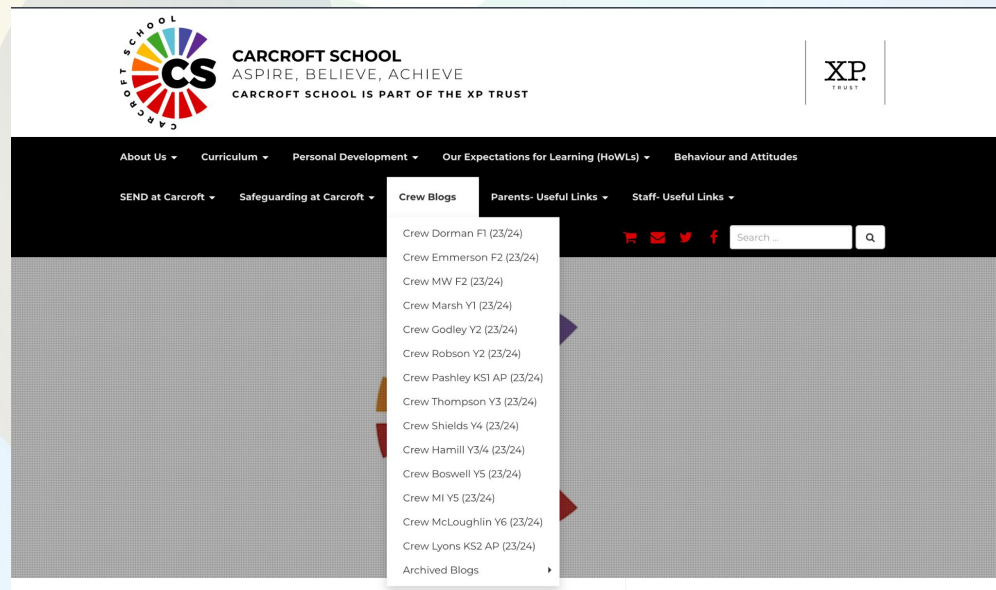 CARCROFT SCHOOL
CS
CARCROFT SCHOOL
ASPIRE, BELIEVE, ACHIEVE
CARCROFT SCHOOL IS PART OF THE XP TRUST
XP.
TRUST
About Us
Curriculum
Personal Development
Our Expectations for Learning (HoWLs)
Behaviour and Attitudes
SEND at Carcroft
Safeguarding at Carcroft
Crew Blogs
Parents- Useful Links
Staff- Useful Links
Search ...
Crew Dorman F1 (23/24)
Crew Emmerson F2 (23/24)
Crew MW F2 (23/24)
Crew Marsh Y1 (23/24)
Crew Godley Y2 (23/24)
Crew Robson Y2 (23/24)
Crew Pashley KS1 AP (23/24)
Crew Thompson Y3 (23/24)
Crew Shields Y4 (23/24)
Crew Hamill Y3/4 (23/24)
Crew Boswell Y5 (23/24)
Crew MI Y5 (23/24)
Crew McLoughlin Y6 (23/24)
Crew Lyons KS2 AP (23/24)
Archived Blogs